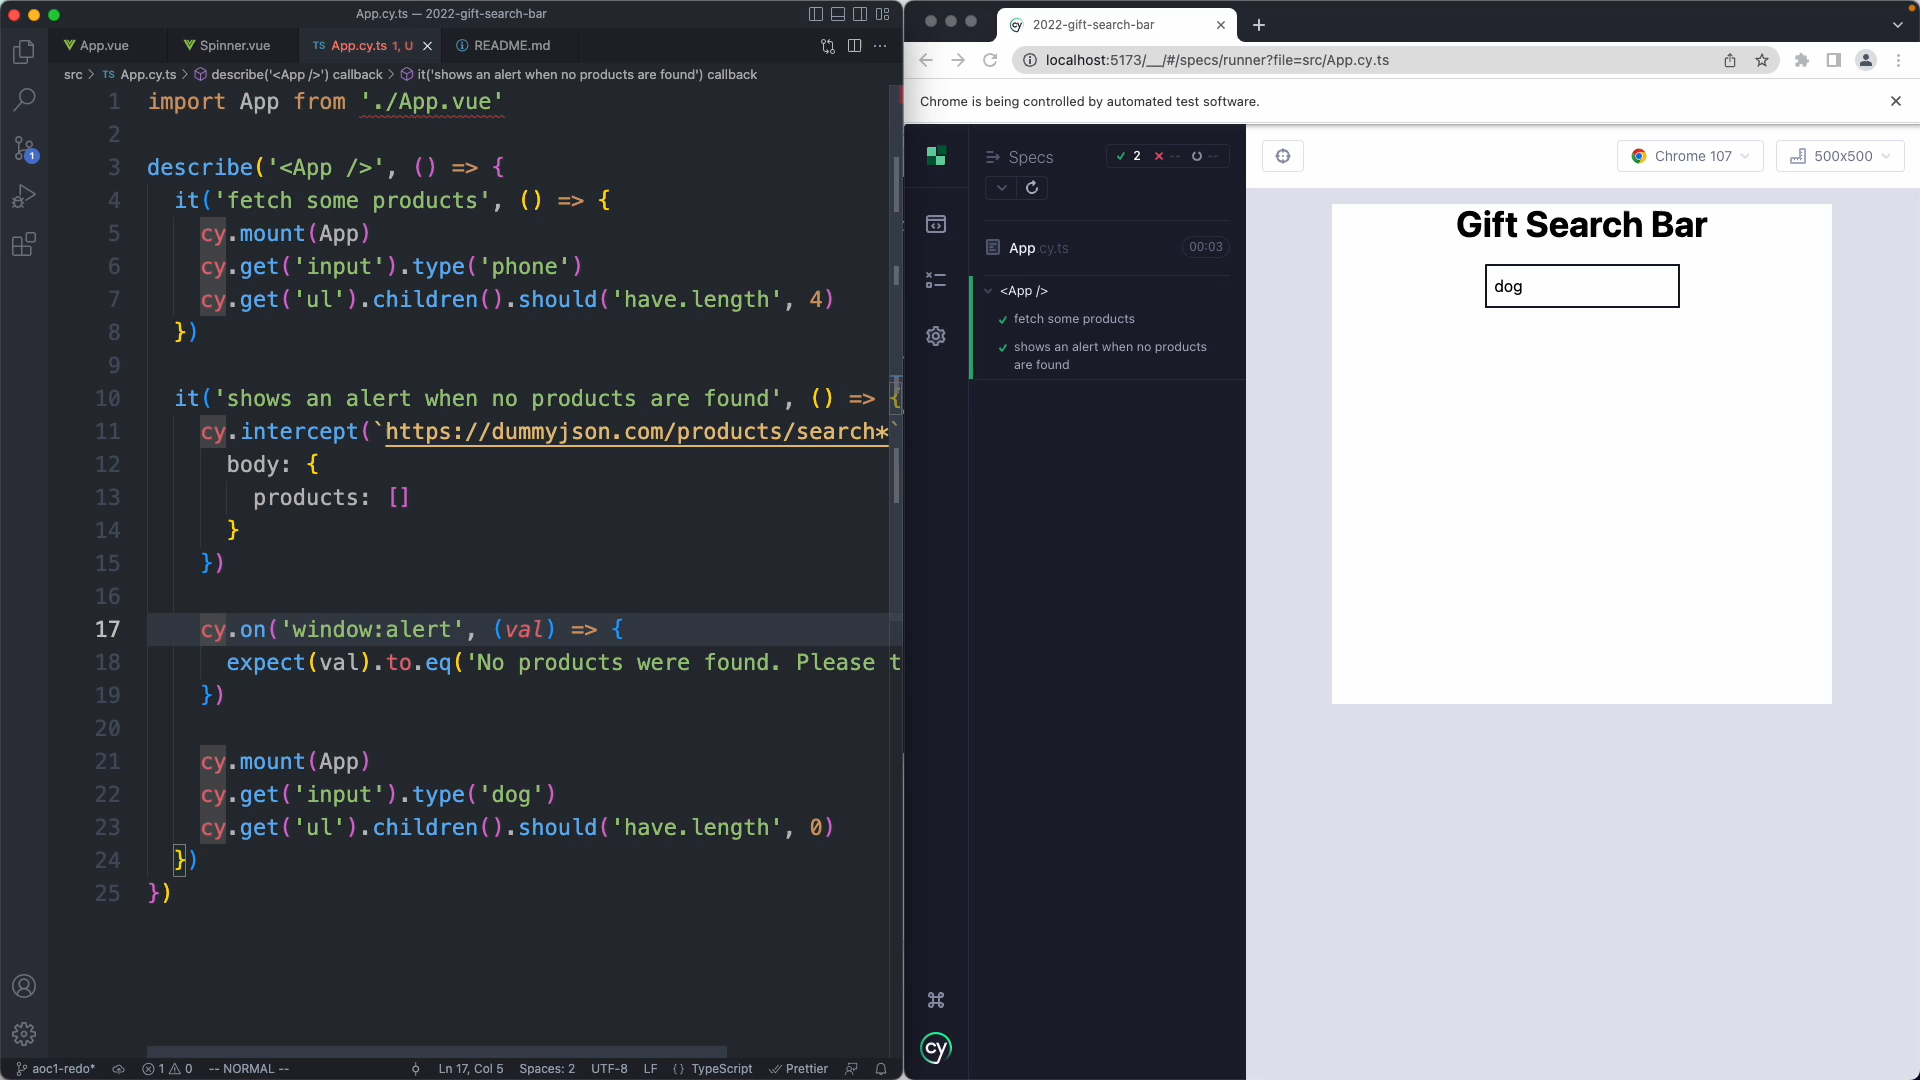 App.cy.ts — 2022-gift-search-bar
App.vue
Spinner.vue
TS App.cy.ts 1, U
README.md
src > TS App.cy.ts > describe('<App />') callback > it('shows an alert when no products are found') callback
1 import App from './App.vue'
2
3 describe('<App />', () => {
4 it('fetch some products', () => {
5 cy.mount(App)
6 cy.get('input').type('phone')
7 cy.get('ul').children().should('have.length', 4)
8 })
9
10 it('shows an alert when no products are found', () => {
11 cy.intercept(`https://dummyjson.com/products/search*`
12 body: {
13 products: []
14 }
15 })
16
17 cy.on('window:alert', (val) => {
18 expect(val).to.eq('No products were found. Please t
19 })
20
21 cy.mount(App)
22 cy.get('input').type('dog')
23 cy.get('ul').children().should('have.length', 0)
24 })
25 })
1
aoc1-redo*
1
0
-- NORMAL --
Ln 17, Col 5
Spaces: 2
UTF-8
LF
{ } TypeScript
Prettier
cy 2022-gift-search-bar
localhost:5173/__/#/specs/runner?file=src/App.cy.ts
Chrome is being controlled by automated test software.
Specs
2
--
--
App.cy.ts
00:03
<App />
fetch some products
shows an alert when no products
are found
cy
Chrome 107
500x500
Gift Search Bar
dog